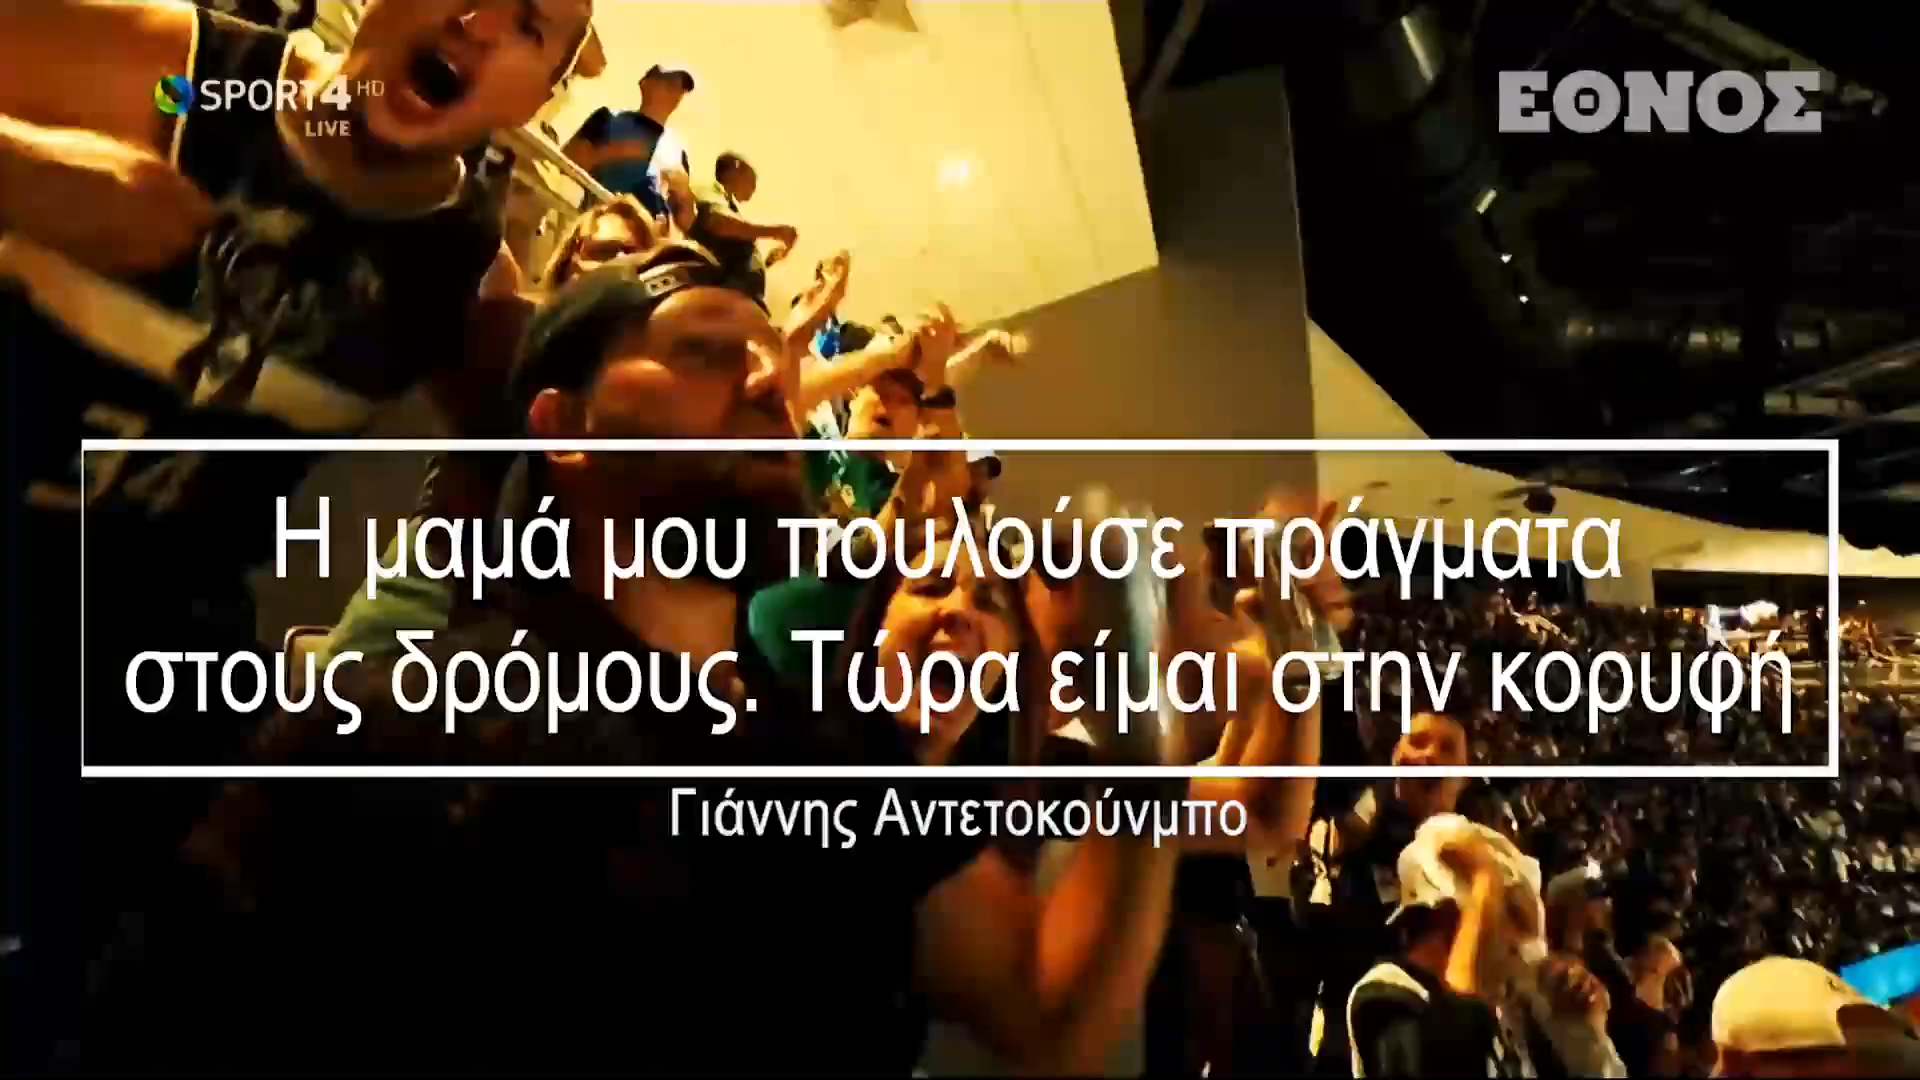 SPORT4 HD
LIVE
ΕΘΝΟΣ
Η μαμά μου πουλούσε πράγματα
στους δρόμους. Τώρα είμαι στην κορυφή
Γιάννης Αντετοκούνμπο